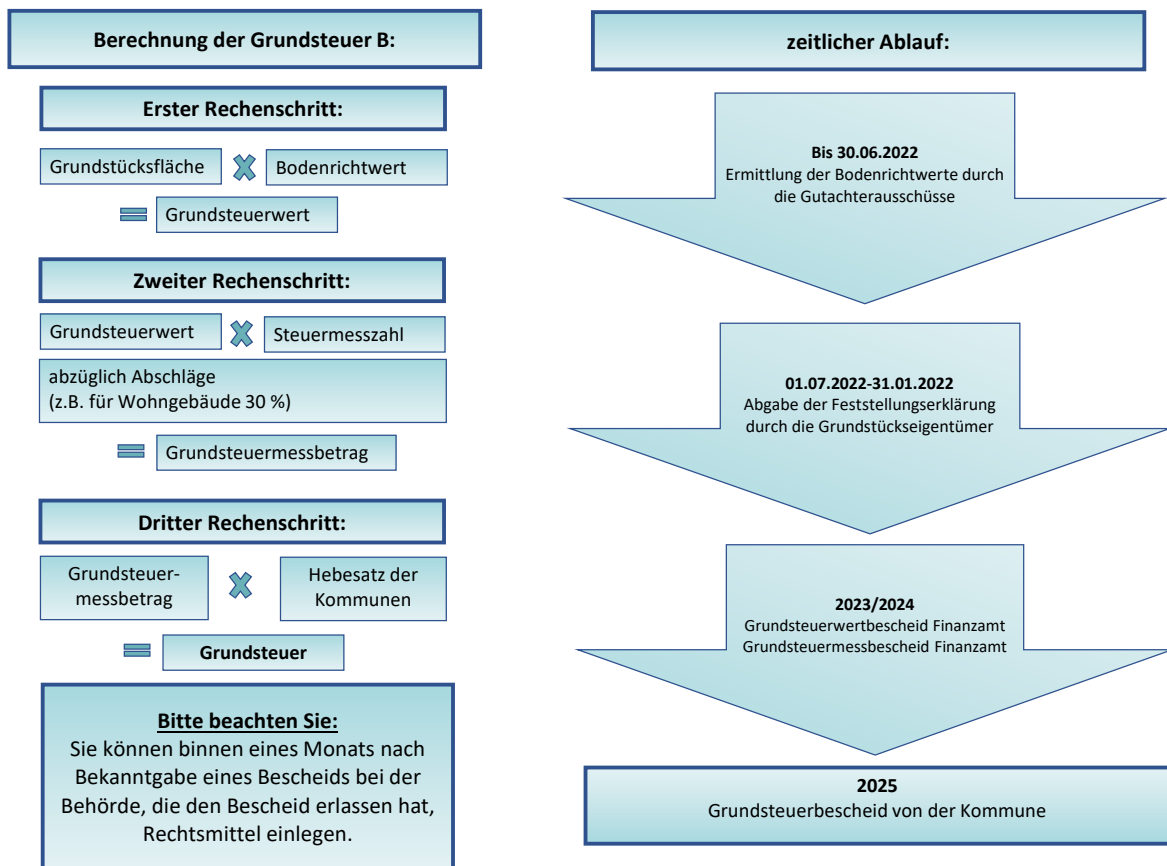 Berechnung der Grundsteuer B:
Erster Rechenschritt:
Grundstücksfläche
Bodenrichtwert
Grundsteuerwert
Zweiter Rechenschritt:
Grundsteuerwert
Steuermesszahl
abzüglich Abschläge
(z.B. für Wohngebäude 30 %)
Grundsteuermessbetrag
Dritter Rechenschritt:
Grundsteuer-
messbetrag
Hebesatz der
Kommunen
Grundsteuer
Bitte beachten Sie:
Sie können binnen eines Monats nach
Bekanntgabe eines Bescheids bei der
Behörde, die den Bescheid erlassen hat,
Rechtsmittel einlegen.
zeitlicher Ablauf:
Bis 30.06.2022
Ermittlung der Bodenrichtwerte durch
die Gutachterausschüsse
01.07.2022-31.01.2022
Abgabe der Feststellungserklärung
durch die Grundstückseigentümer
2023/2024
Grundsteuerwertbescheid Finanzamt
Grundsteuermessbescheid Finanzamt
2025
Grundsteuerbescheid von der Kommune